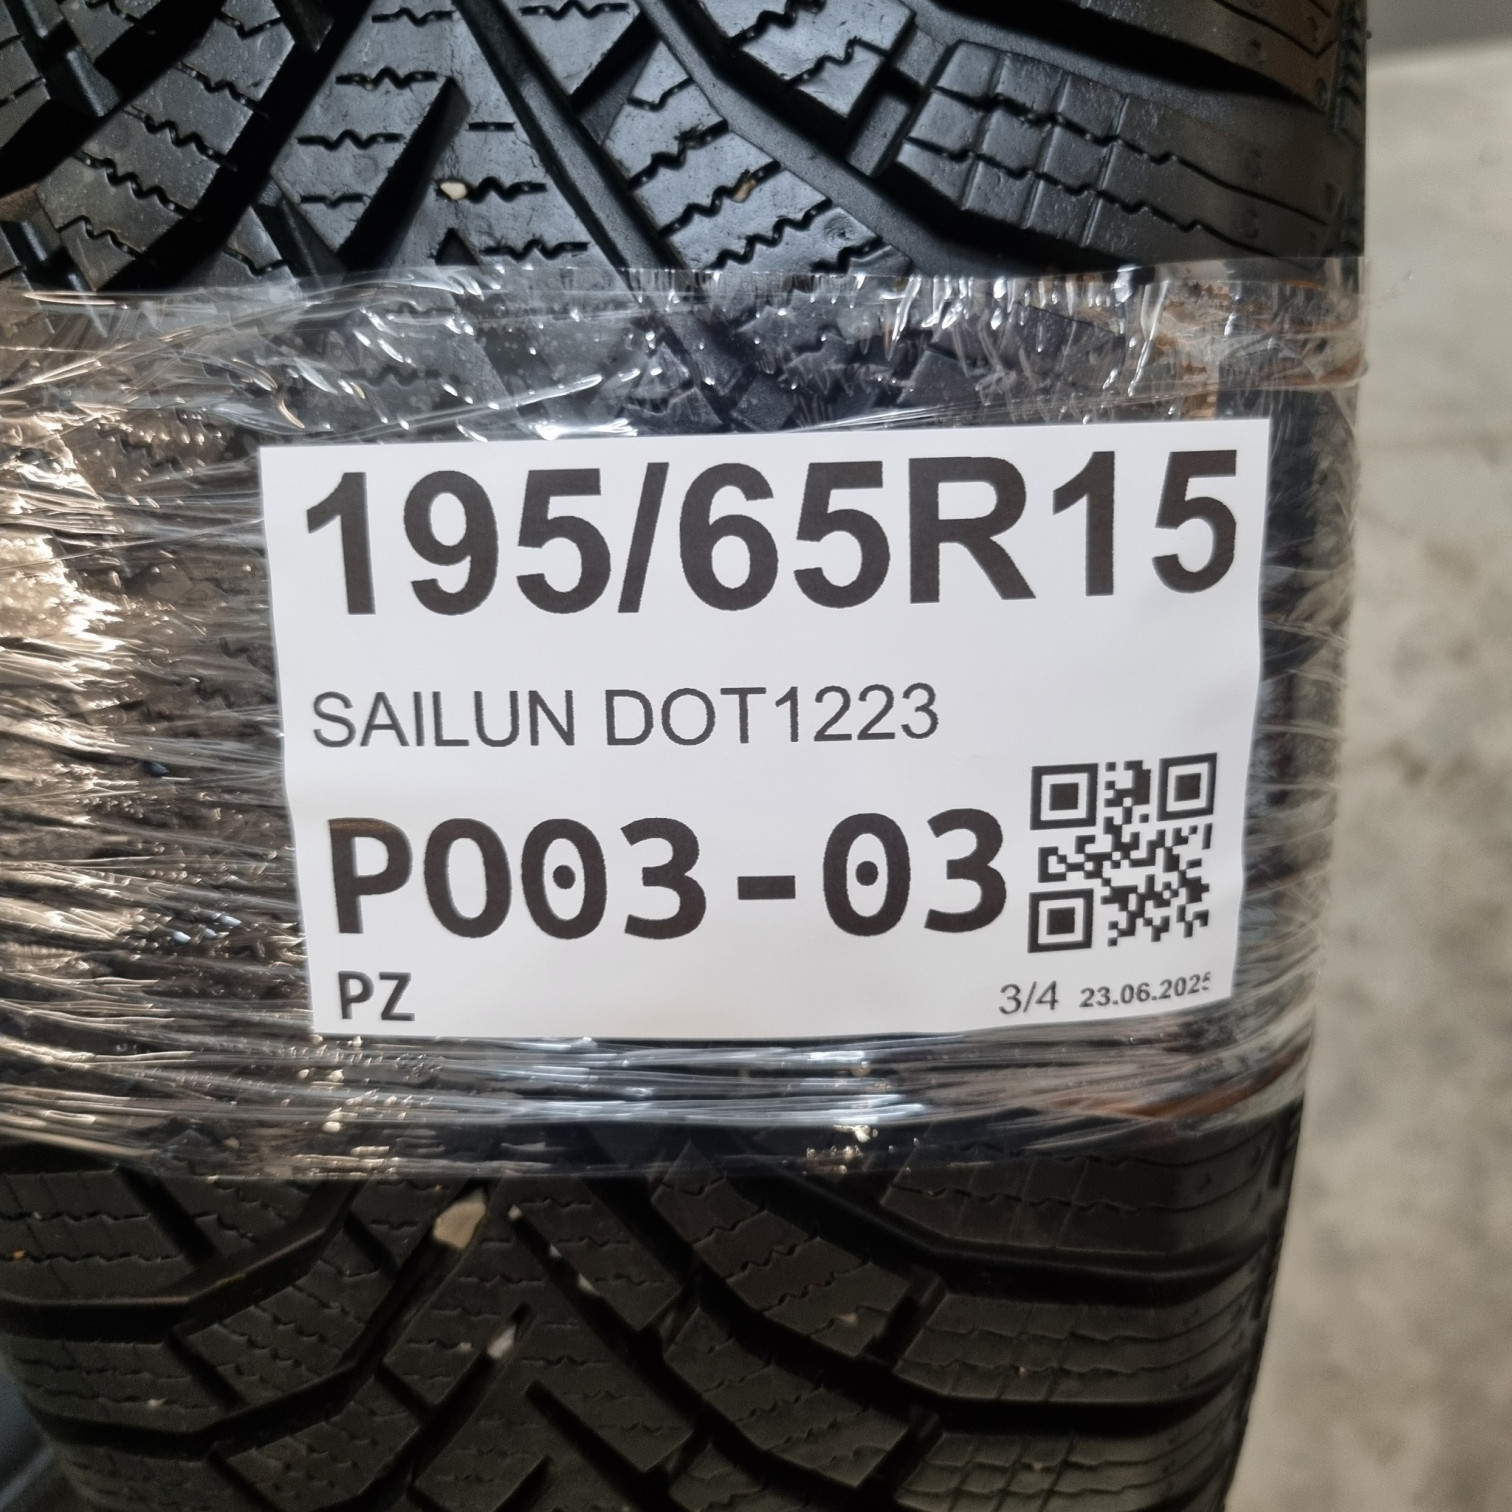 195/65R15
SAILUN DOT1223
P003-03
PZ
3/4 23.06.2025